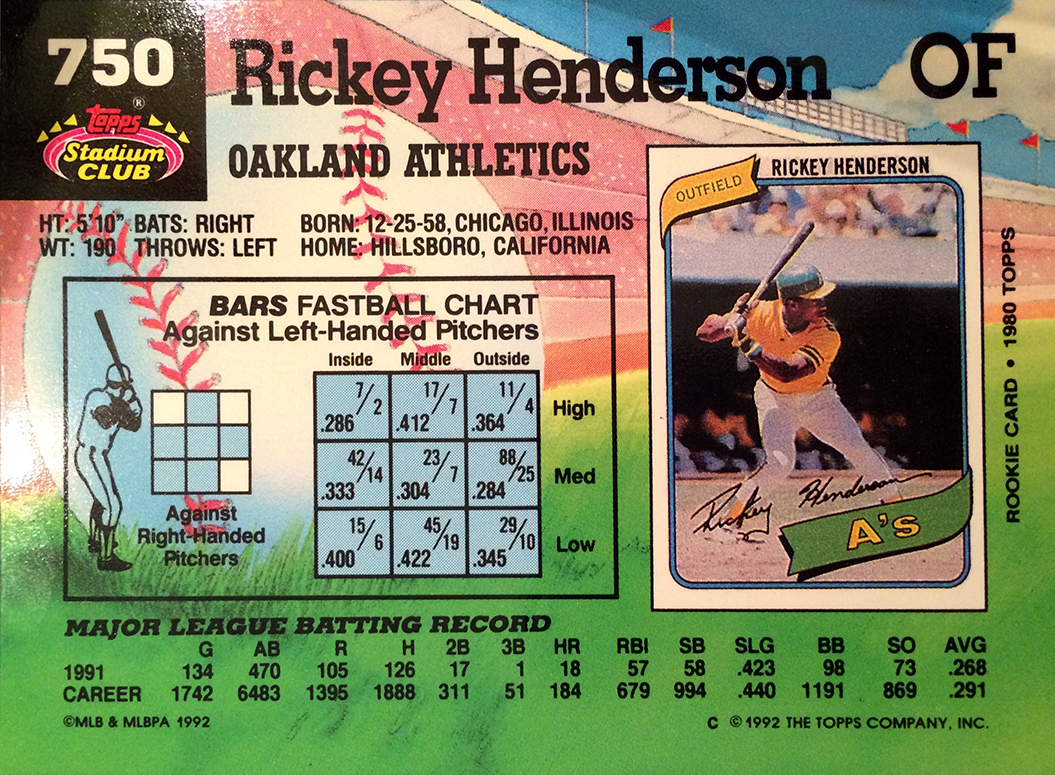 750
Rickey Henderson OF
Topps ®
Stadium
CLUB
OAKLAND ATHLETICS
HT: 5'10" BATS: RIGHT BORN: 12-25-58, CHICAGO, ILLINOIS
WT: 190 THROWS: LEFT HOME: HILLSBORO, CALIFORNIA
BARS FASTBALL CHART
Against Left-Handed Pitchers
Inside Middle Outside
7/2 17/7 11/4
.286 .412 .364 High
42/14 23/7 88/25
.333 .304 .284 Med
15/6 45/19 29/10
.400 .422 .345 Low
Against
Right-Handed
Pitchers
OUTFIELD RICKEY HENDERSON
Rickey Henderson
A's
ROOKIE CARD • 1980 TOPPS
MAJOR LEAGUE BATTING RECORD
G AB R H 2B 3B HR RBI SB SLG BB SO AVG
1991 134 470 105 126 17 1 18 57 58 .423 98 73 .268
CAREER 1742 6483 1395 1888 311 51 184 679 994 .440 1191 869 .291
©MLB & MLBPA 1992 C © 1992 THE TOPPS COMPANY, INC.